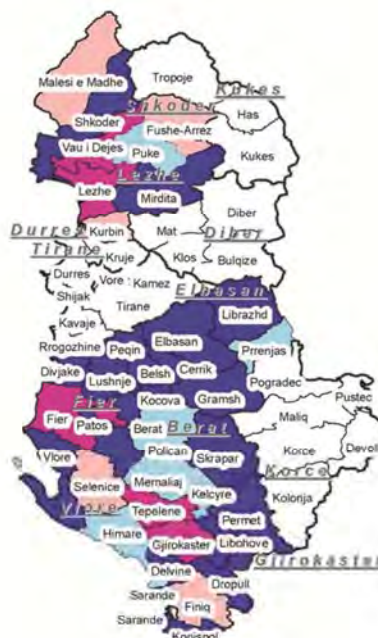 Malesi e Madhe
Tropoje
Kukes
Shkoder
Has
Shkoder
Fushe-Arrez
Vau i Dejes
Puke
Kukes
Lezhe
Lezhe
Mirdita
Diber
Durres
Kurbin
Mat
Diber
Tirane
Kruje
Klos
Bulqize
Durres
Vore
Kamez
Shijak
Tirane
Elbasan
Kavaje
Librazhd
Rrogozhine
Peqin
Elbasan
Prrenjas
Divjake
Lushnje
Belsh
Cerrik
Pogradec
Fier
Kocova
Gramsh
Pustec
Fier
Patos
Berat
Berat
Maliq
Vlore
Polican
Skrapar
Korce
Devoll
Selenice
Memaliaj
Korce
Vlore
Kelcyre
Kolonja
Tepelene
Himare
Permet
Gjirokaster
Libohove
Delvine
Gjirokaster
Sarande
Dropull
Finiq
Sarande
Konispol